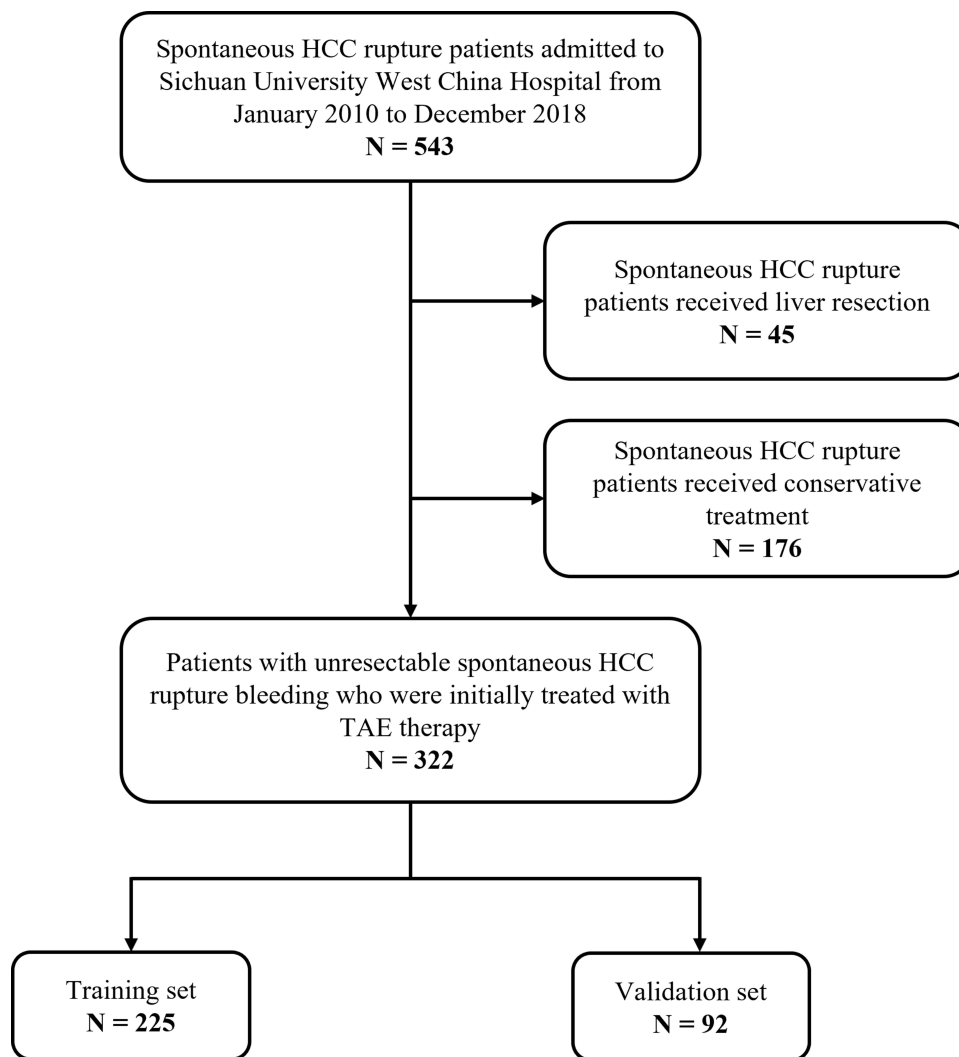 Spontaneous HCC rupture patients admitted to
Sichuan University West China Hospital from
January 2010 to December 2018
N = 543
Spontaneous HCC rupture
patients received liver resection
N = 45
Spontaneous HCC rupture
patients received conservative
treatment
N = 176
Patients with unresectable spontaneous HCC
rupture bleeding who were initially treated with
TAE therapy
N = 322
Training set
N = 225
Validation set
N = 92